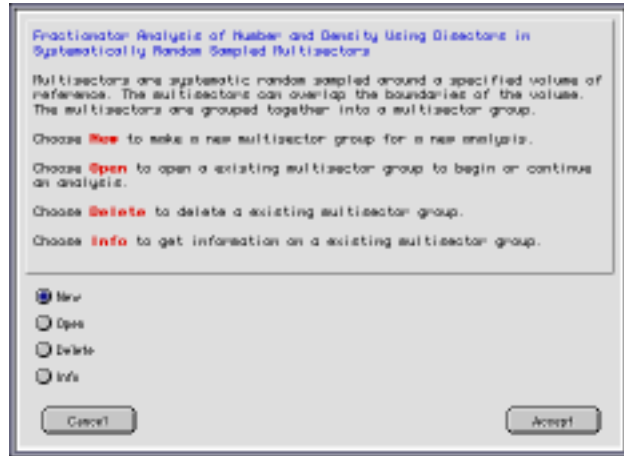 Fractionator Analysis of Number and Density Using Disectors in
Systematically Random Sampled Multisectors
Multisectors are systematic random sampled around a specified volume of
reference. The multisectors can overlap the boundaries of the volume.
The multisectors are grouped together into a multisector group.
Choose New to make a new multisector group for a new analysis.
Choose Open to open a existing multisector group to begin or continue
an analysis.
Choose Delete to delete a existing multisector group.
Choose Info to get information on a existing multisector group.
New
Open
Delete
Info
Cancel
Accept